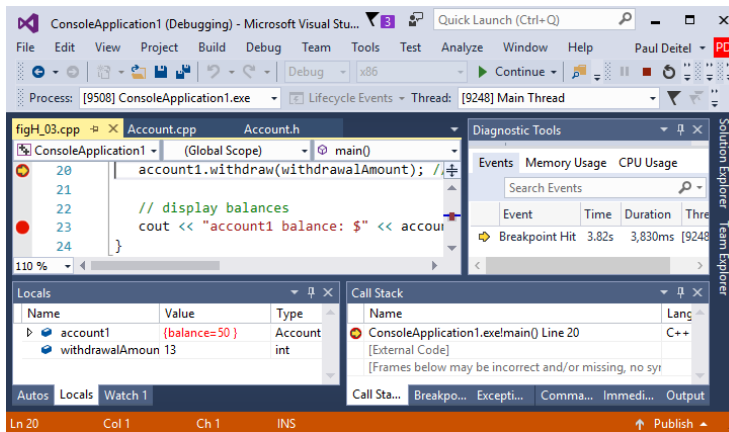 ConsoleApplication1 (Debugging) - Microsoft Visual Stu... 3 Quick Launch (Ctrl+Q)
File Edit View Project Build Debug Team Tools Test Analyze Window Help Paul Deitel PD
Debug x86 Continue
Process: [9508] ConsoleApplication1.exe Lifecycle Events Thread: [9248] Main Thread
figH_03.cpp Account.cpp Account.h
ConsoleApplication1 (Global Scope) main()
20 account1.withdraw(withdrawalAmount); //
21
22 // display balances
23 cout << "account1 balance: $" << accou
24 }
110 %
Diagnostic Tools
Events Memory Usage CPU Usage
Search Events
Event Time Duration Thre
Breakpoint Hit 3.82s 3,830ms [9248
Solution Explorer
Team Explorer
Locals
Name Value Type
account1 {balance=50 } Account
withdrawalAmoun 13 int
Autos Locals Watch 1
Call Stack
Name Lang
ConsoleApplication1.exe!main() Line 20 C++
[External Code]
[Frames below may be incorrect and/or missing, no syr
Call Sta... Breakpo... Excepti... Comma... Immedi... Output
Ln 20 Col 1 Ch 1 INS Publish